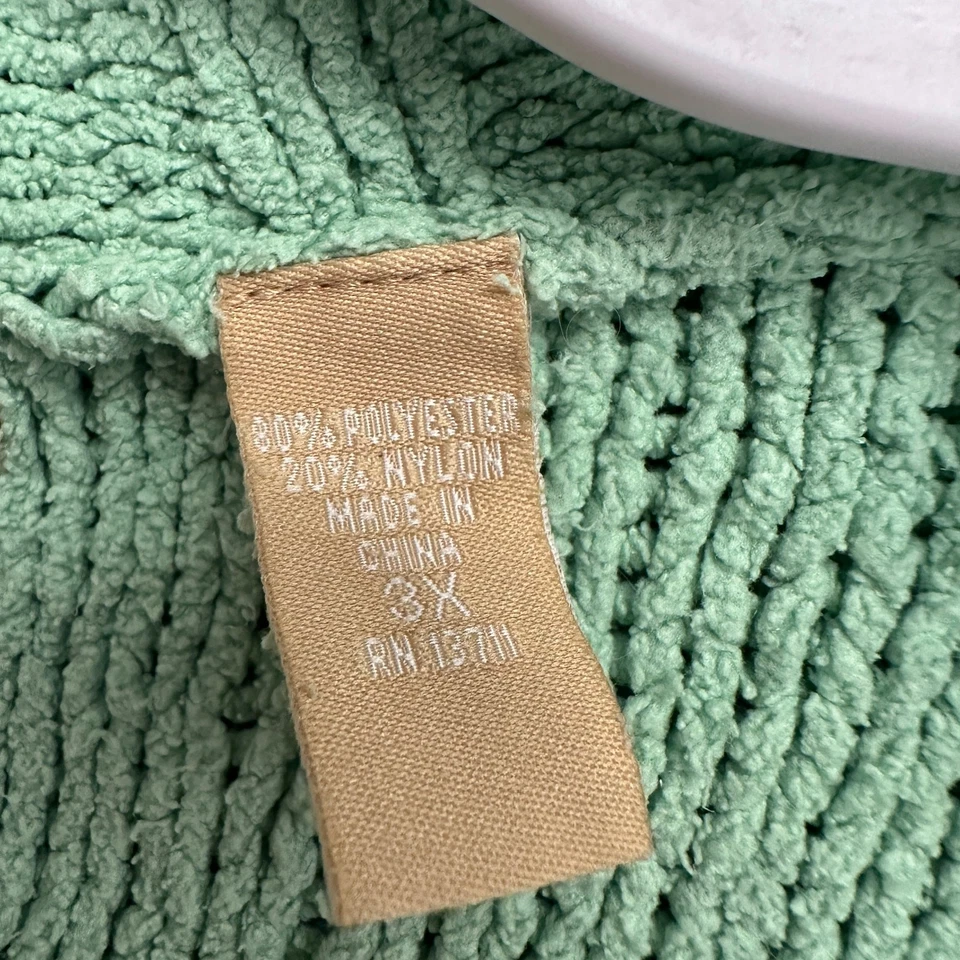 80% POLYESTER
20% NYLON
MADE IN
CHINA
3X
RN 13711